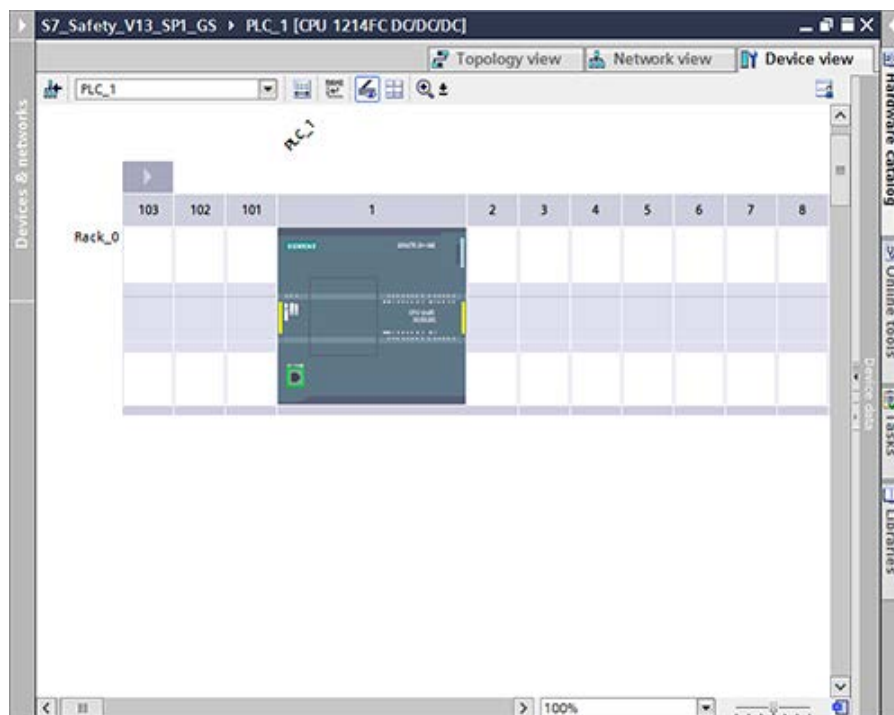 S7_Safety_V13_SP1_GS ▸ PLC_1 [CPU 1214FC DC/DC/DC]
Topology view
Network view
Device view
PLC_1
PLC_1
103 102 101 1 2 3 4 5 6 7 8
Rack_0
SIEMENS
100%
Devices & networks
Device data
Hardware Catalog
Online tools
Tasks
Libraries